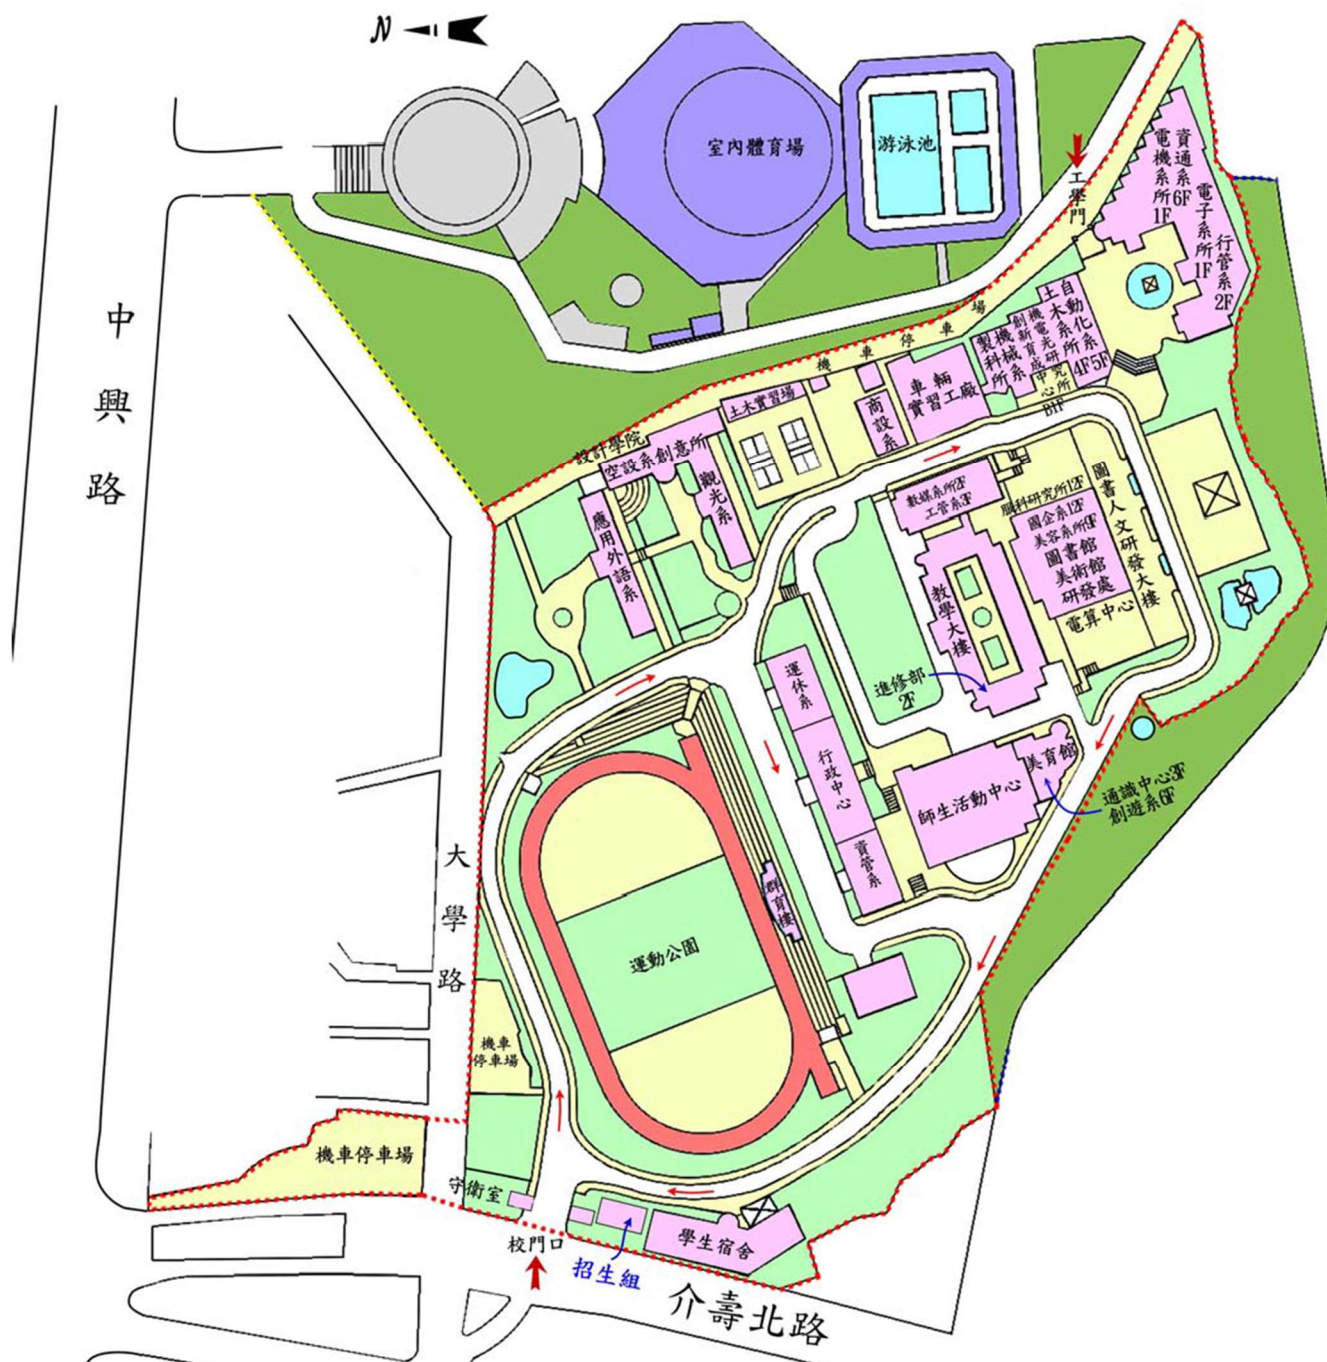 N
室內體育場
游泳池
工學門
資通系6F
電機系所1F
電子系所1F
行管系2F
中興路
機車停車場
土木系所4F
自動化系5F
創新育成中心
機電光研究所B1F
機械系
製科所
車輛實習工廠
商設系
土木實習場
設計學院
空設系創意所
觀光系
應用外語系
數媒系所2F
工管系3F
腦科研究所12F
國企系12F
美容系所9F
圖書館
美術館
研發處
電算中心
圖書人文研發大樓
教學大樓
進修部
2F
運休系
行政中心
資管系
師生活動中心
美育館
通識中心3F
創遊系6F
群育樓
運動公園
大學路
機車
停車場
機車停車場
守衛室
校門口
招生組
學生宿舍
介壽北路